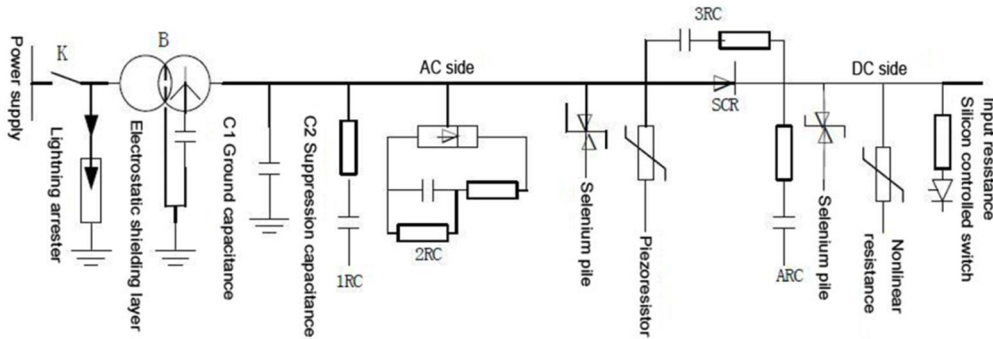 Power supply
K
Lightning arrester
B
Electrostatic shielding layer
C1 Ground capacitance
C2 Suppression capacitance
1RC
AC side
2RC
Selenium pile
Piezoresistor
3RC
SCR
ARC
Selenium pile
DC side
Nonlinear
resistance
Input resistance
Silicon controlled switch